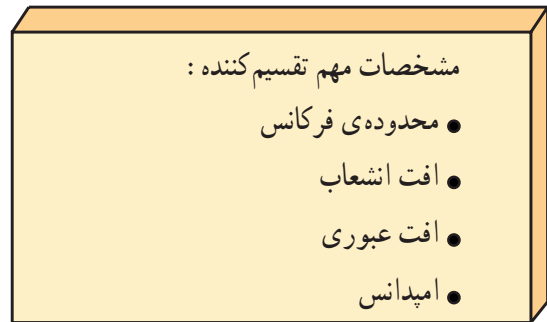 مشخصات مهم تقسیم‌کننده :
● محدوده‌ی فرکانس
● افت انشعاب
● افت عبوری
● امپدانس